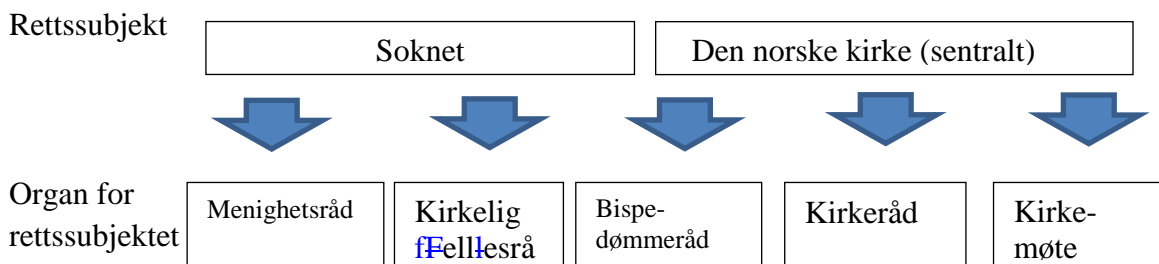 Rettssubjekt
Soknet
Den norske kirke (sentralt)
Organ for
rettssubjektet
Menighetsråd
Kirkelig
fFelllesrå
Bispe-
dømmeråd
Kirkeråd
Kirke-
møte